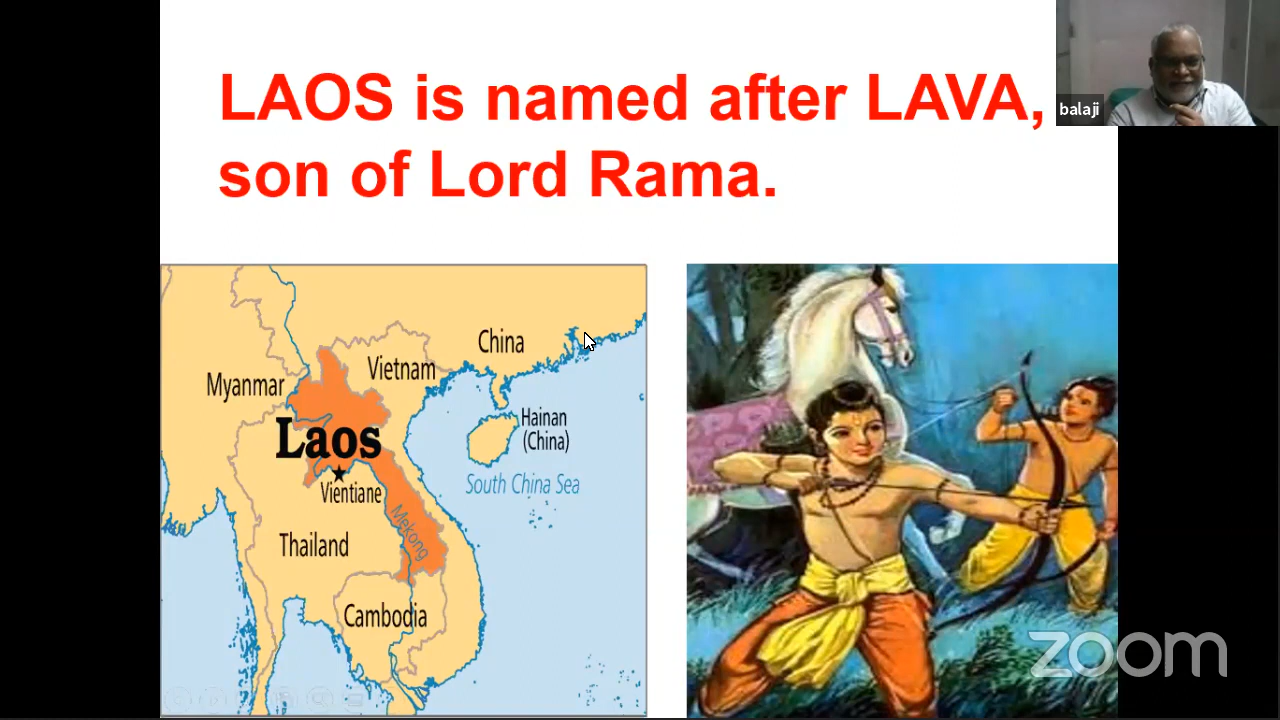 LAOS is named after LAVA,
son of Lord Rama.
balaji
China
Vietnam
Myanmar
Laos
Hainan
(China)
Vientiane
South China Sea
Mekong
Thailand
Cambodia
zoom